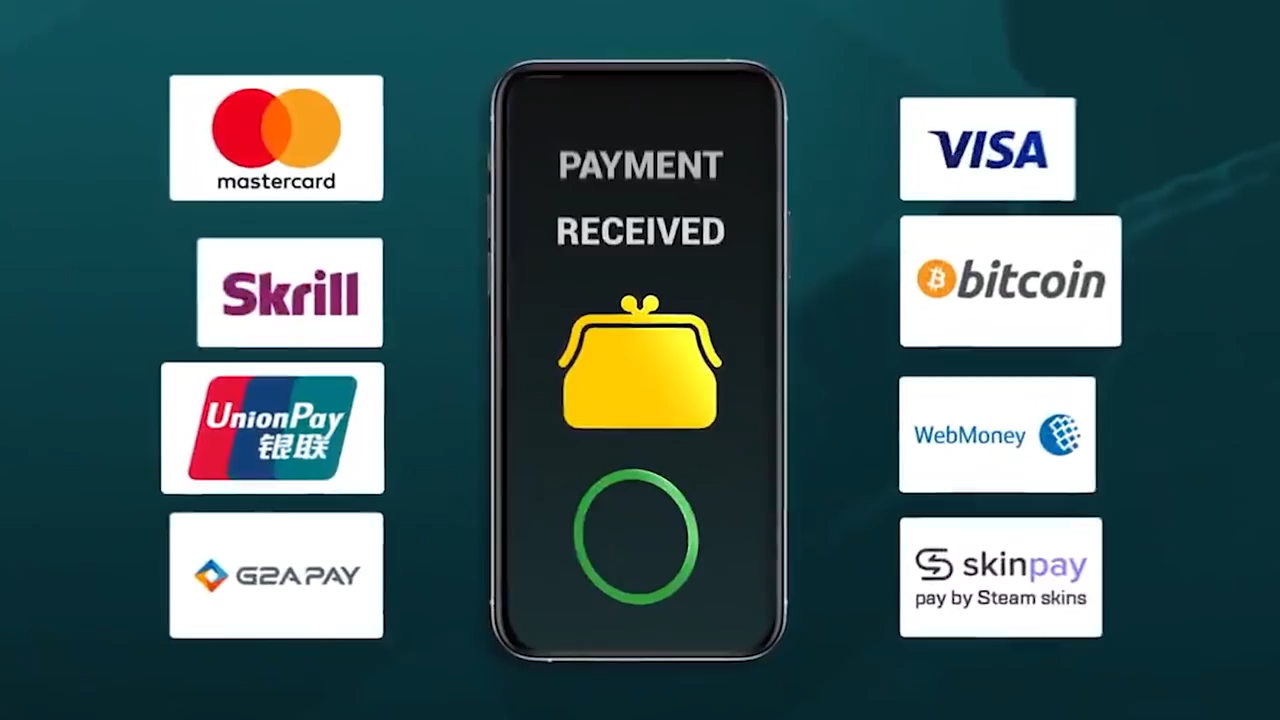 mastercard
Skrill
UnionPay
银联
G2A PAY
PAYMENT
RECEIVED
VISA
bitcoin
WebMoney
skinpay
pay by Steam skins